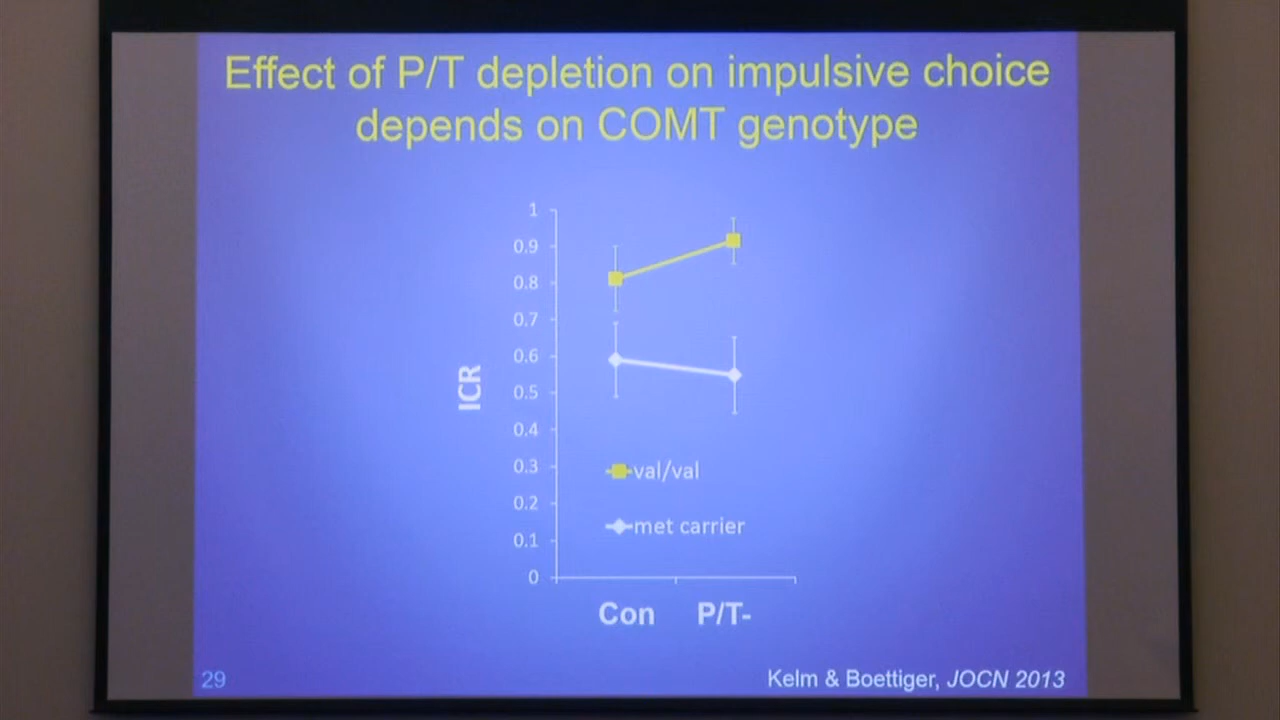 Effect of P/T depletion on impulsive choice
depends on COMT genotype
1
0.9
0.8
0.7
0.6
0.5
0.4
0.3
0.2
0.1
0
ICR
val/val
met carrier
Con P/T-
29
Kelm & Boettiger, JOCN 2013